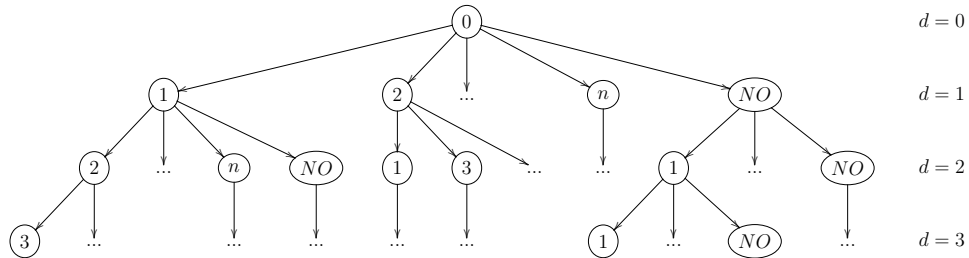 0 d = 0
1 2 ... n NO d = 1
2 ... n NO 1 3 ... ... 1 ... NO d = 2
3 ... ... ... ... ... 1 ... NO ... d = 3